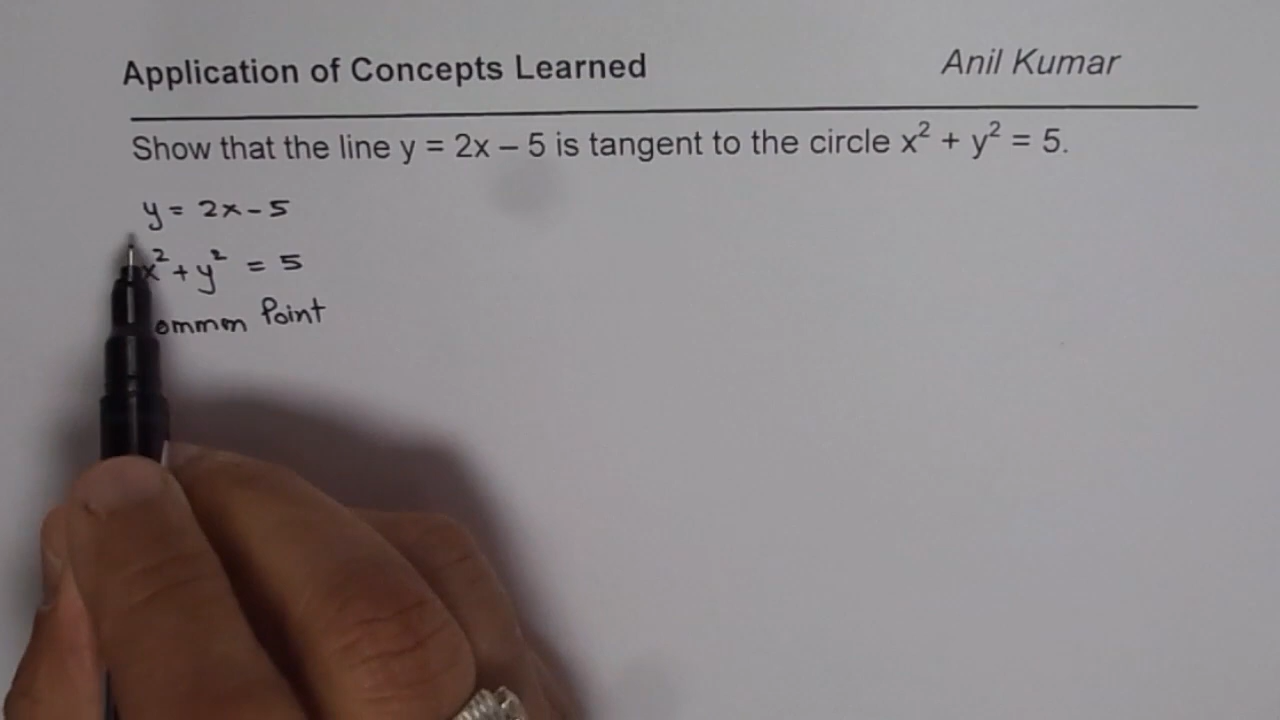 Application of Concepts Learned Anil Kumar
Show that the line y = 2x – 5 is tangent to the circle x² + y² = 5.
y = 2x - 5
x² + y² = 5
ommon Point